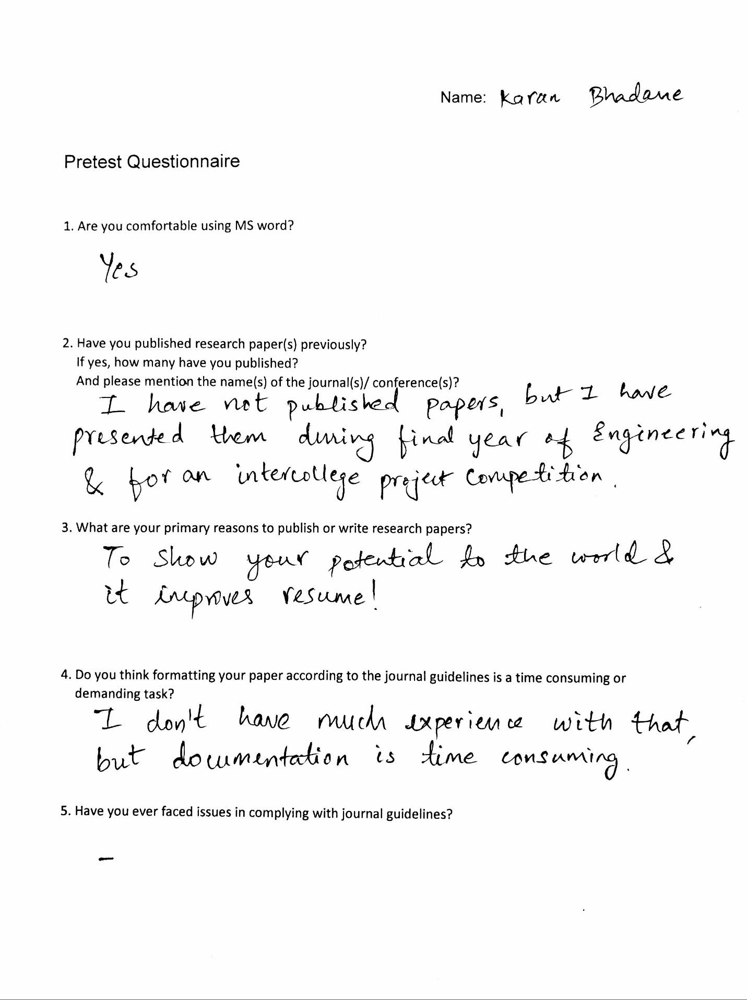 Name: Karan Bhadane
Pretest Questionnaire
1. Are you comfortable using MS word?
Yes
2. Have you published research paper(s) previously?
If yes, how many have you published?
And please mention the name(s) of the journal(s)/ conference(s)?
I have not published papers, but I have
presented them during final year of Engineering
& for an intercollege project competition.
3. What are your primary reasons to publish or write research papers?
To show your potential to the world &
it improves resume!
4. Do you think formatting your paper according to the journal guidelines is a time consuming or
demanding task?
I don't have much experience with that,
but documentation is time consuming.
5. Have you ever faced issues in complying with journal guidelines?
–